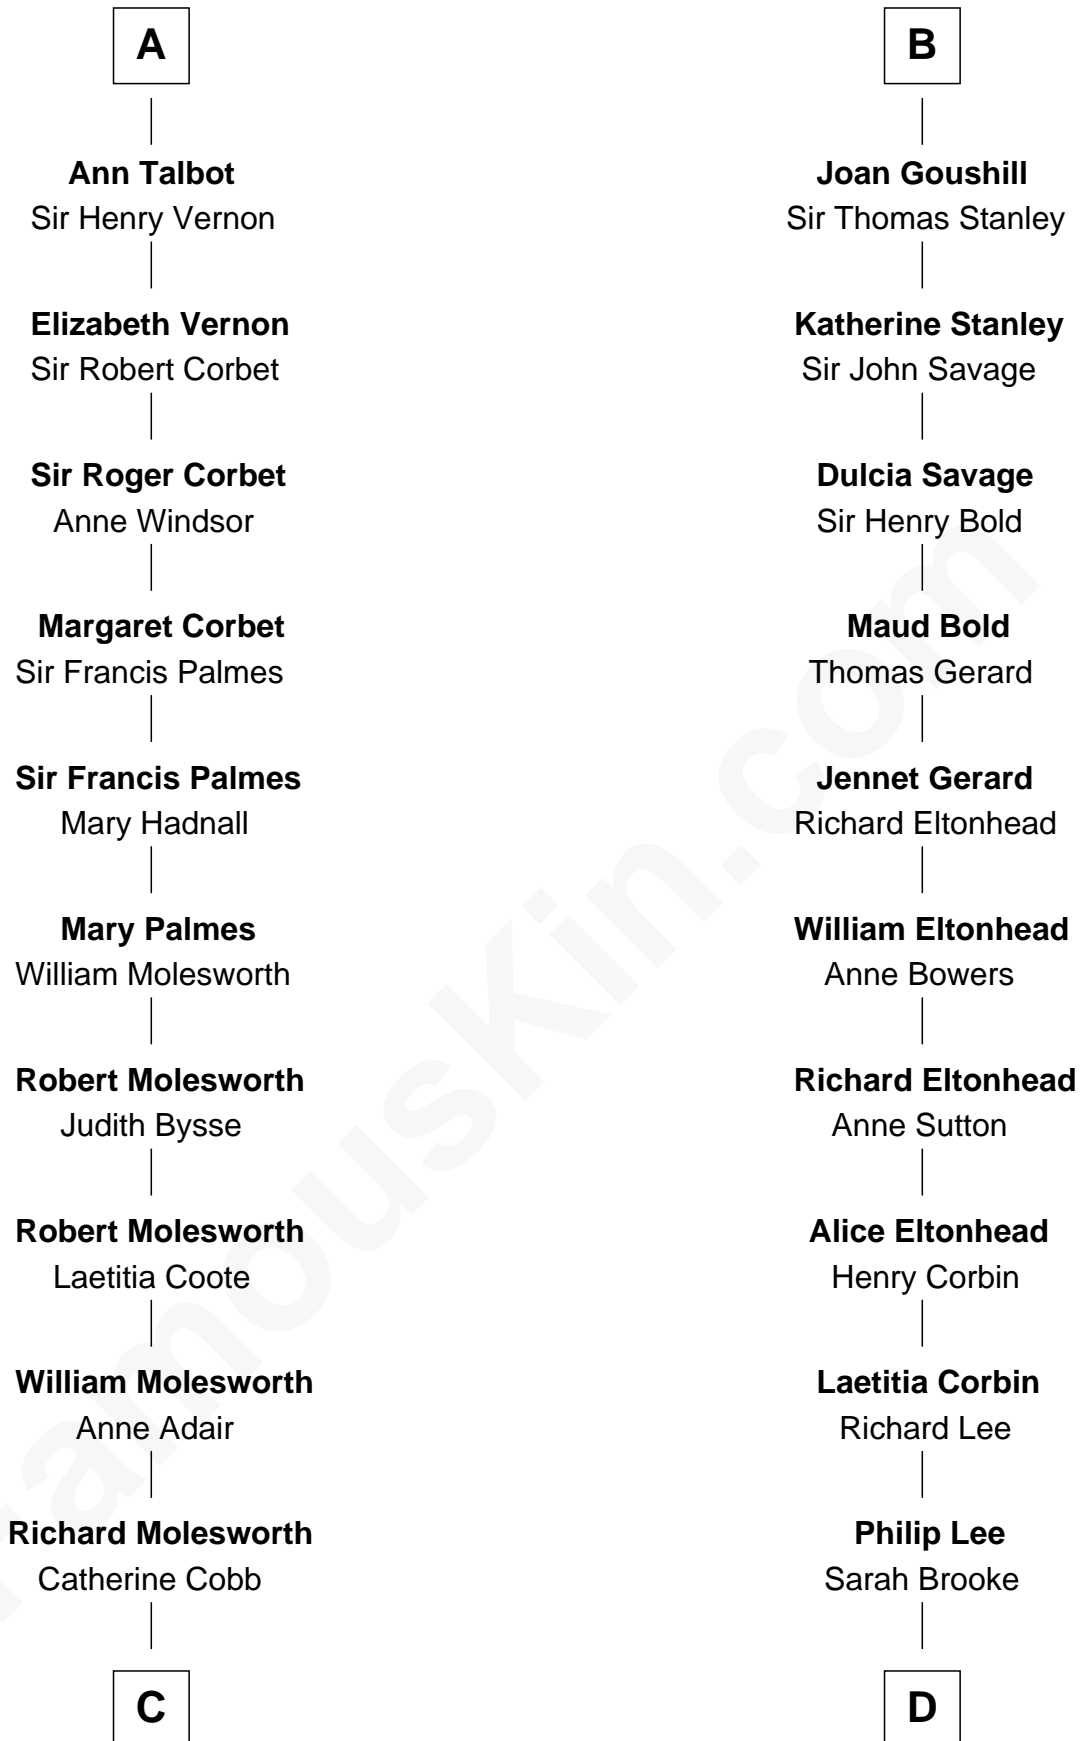 A
Ann Talbot
Sir Henry Vernon
Elizabeth Vernon
Sir Robert Corbet
Sir Roger Corbet
Anne Windsor
Margaret Corbet
Sir Francis Palmes
Sir Francis Palmes
Mary Hadnall
Mary Palmes
William Molesworth
Robert Molesworth
Judith Bysse
Robert Molesworth
Laetitia Coote
William Molesworth
Anne Adair
Richard Molesworth
Catherine Cobb
C
B
Joan Goushill
Sir Thomas Stanley
Katherine Stanley
Sir John Savage
Dulcia Savage
Sir Henry Bold
Maud Bold
Thomas Gerard
Jennet Gerard
Richard Eltonhead
William Eltonhead
Anne Bowers
Richard Eltonhead
Anne Sutton
Alice Eltonhead
Henry Corbin
Laetitia Corbin
Richard Lee
Philip Lee
Sarah Brooke
D
FamousKin.com